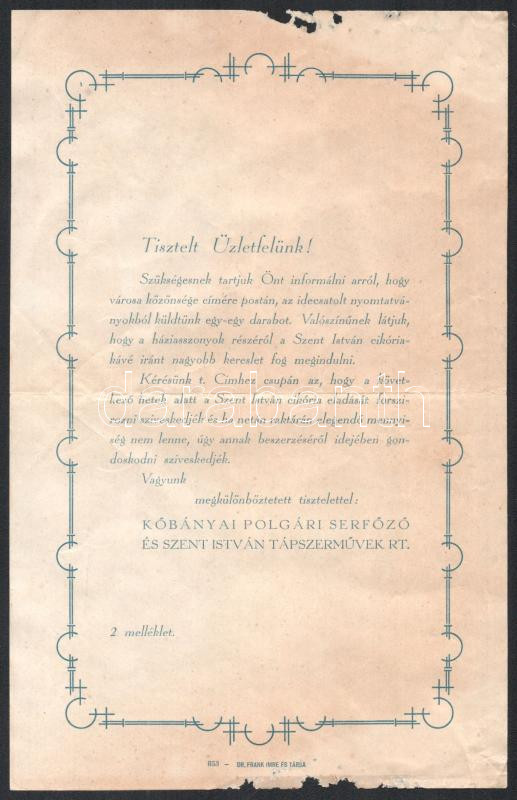 Tisztelt Üzletfelünk!
Szükségesnek tartjuk Önt informálni arról, hogy
városa közönsége címére postán, az idecsatolt nyomtatvá-
nyokból küldtünk egy-egy darabot. Valószínűnek látjuk,
hogy a háziasszonyok részéről a Szent István cikória-
kávé iránt nagyobb kereslet fog megindulni.
Kérésünk t. Címhez csupán az, hogy a követ-
kező hetek alatt a Szent István cikória eladását forszí-
rozni sziveskedjék és ha netán raktárán elegendő mennyi-
ség nem lenne, úgy annak beszerzéséről idejében gon-
doskodni sziveskedjék.
Vagyunk
megkülönböztetett tisztelettel:
KŐBÁNYAI POLGÁRI SERFŐZŐ
ÉS SZENT ISTVÁN TÁPSZERMŰVEK RT.
2 melléklet.
853 — DR. FRANK IMRE ÉS TÁRSA